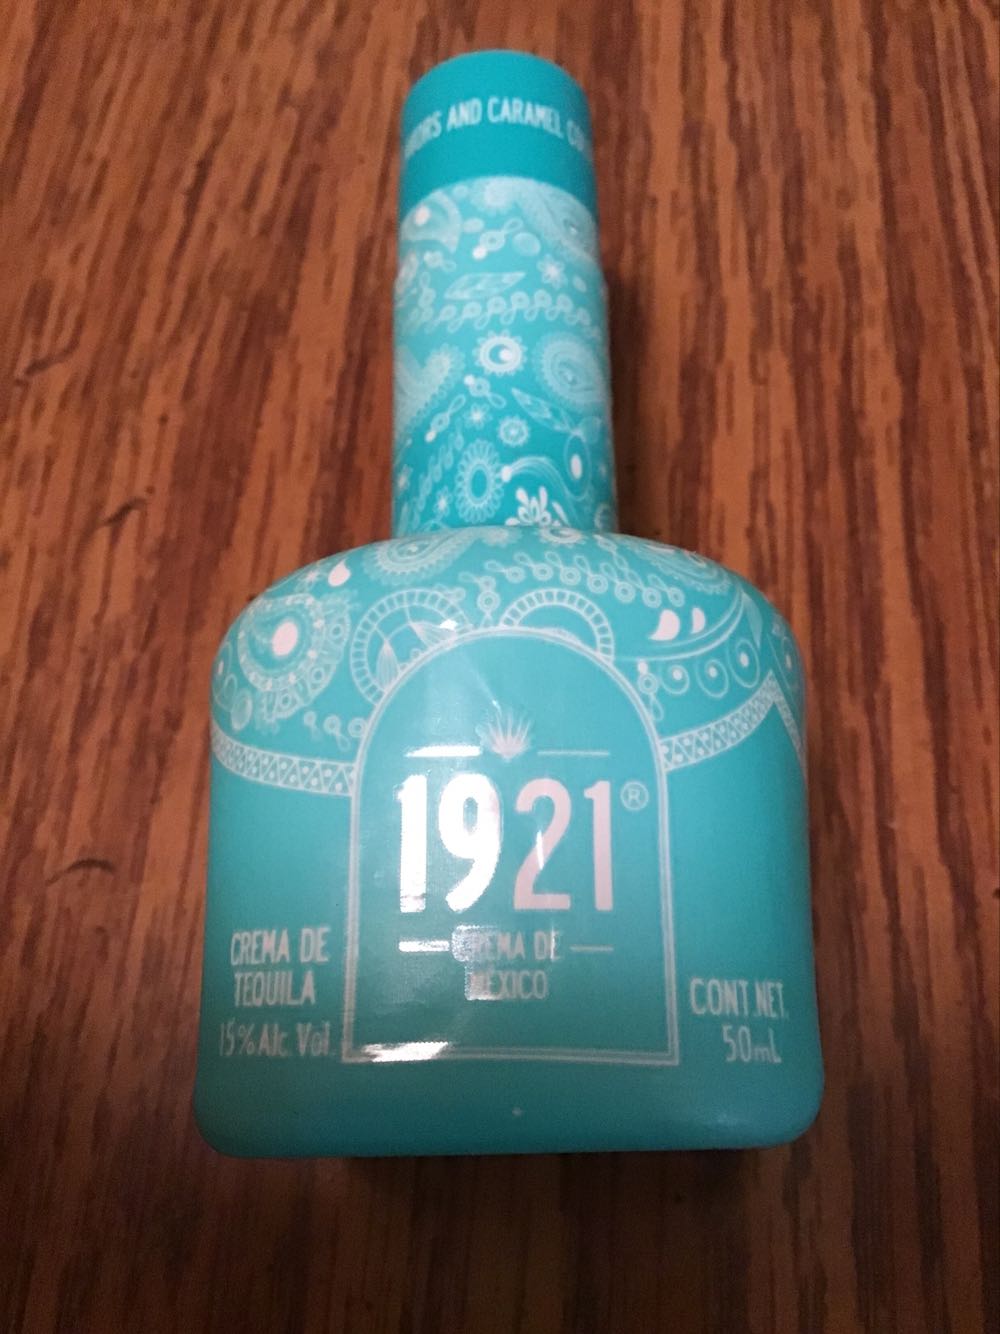 AND CARAMEL
1921®
CREMA DE
MÉXICO
CREMA DE
TEQUILA
15% Alc. Vol.
CONT. NET.
50mL